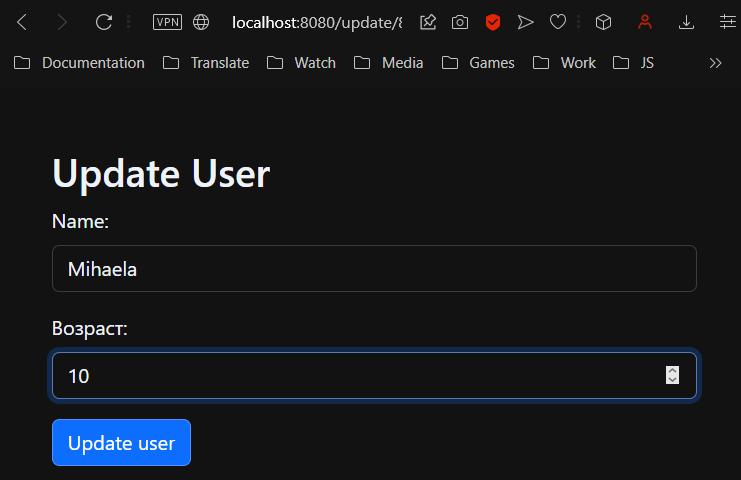 VPN localhost:8080/update/8
Documentation Translate Watch Media Games Work JS
Update User
Name:
Mihaela
Возраст:
10
Update user